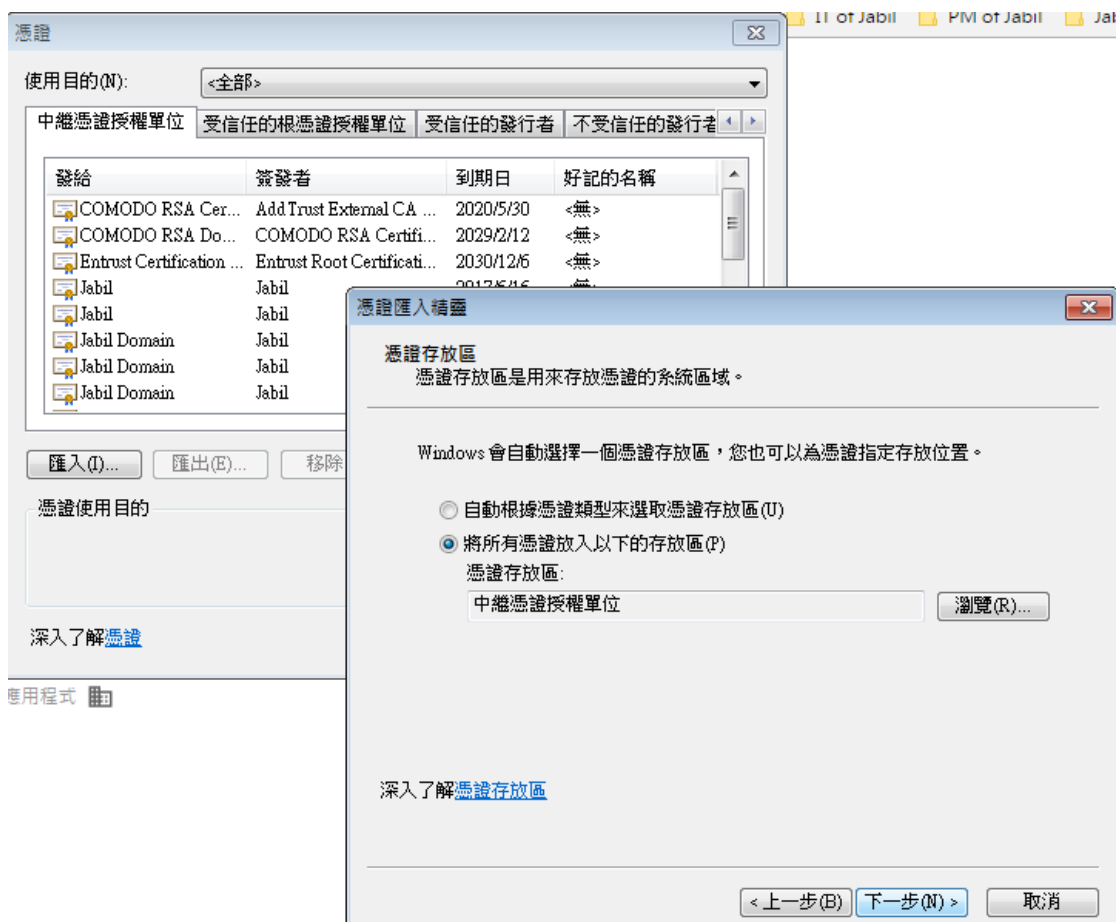 IT of Jabil PM of Jabil
憑證
使用目的(N): <全部>
中繼憑證授權單位 受信任的根憑證授權單位 受信任的發行者 不受信任的發行者
發給 簽發者 到期日 好記的名稱
COMODO RSA Cer... AddTrust External CA ... 2020/5/30 <無>
COMODO RSA Do... COMODO RSA Certifi... 2029/2/12 <無>
Entrust Certification ... Entrust Root Certificati... 2030/12/6 <無>
Jabil Jabil
Jabil Jabil
Jabil Domain Jabil
Jabil Domain Jabil
Jabil Domain Jabil
匯入(I)... 匯出(E)... 移除
憑證使用目的
深入了解憑證
應用程式
憑證匯入精靈
憑證存放區
憑證存放區是用來存放憑證的系統區域。
Windows 會自動選擇一個憑證存放區，您也可以為憑證指定存放位置。
自動根據憑證類型來選取憑證存放區(U)
將所有憑證放入以下的存放區(P)
憑證存放區:
中繼憑證授權單位 瀏覽(R)...
深入了解憑證存放區
<上一步(B) 下一步(N)> 取消